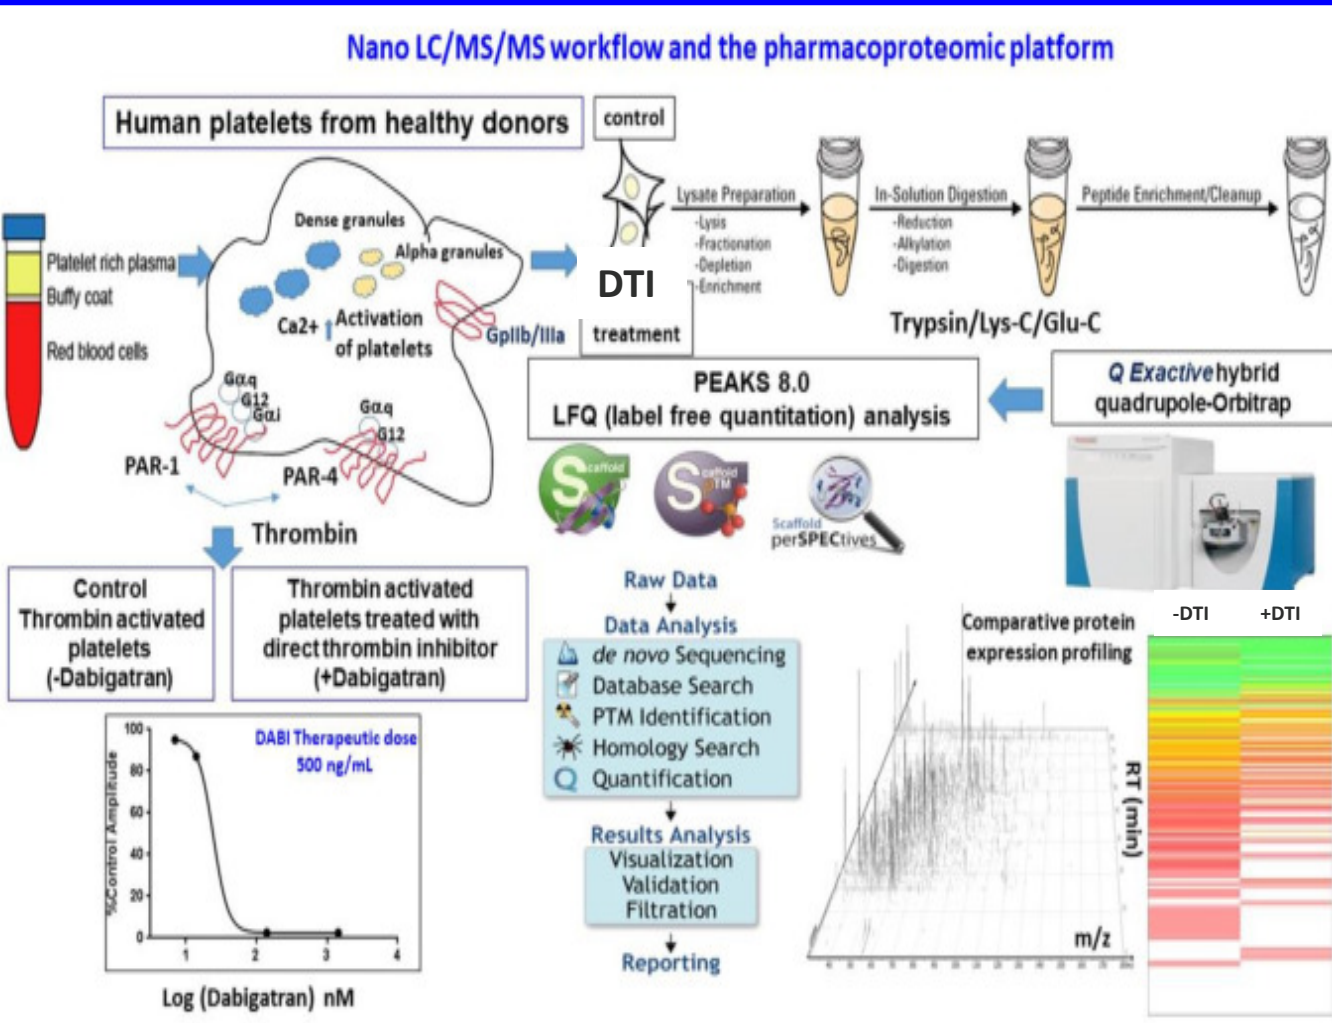 Nano LC/MS/MS workflow and the pharmacoproteomic platform
Human platelets from healthy donors
control
Lysate Preparation
-Lysis
-Fractionation
-Depletion
-Enrichment
In-Solution Digestion
-Reduction
-Alkylation
-Digestion
Peptide Enrichment/Cleanup
Trypsin/Lys-C/Glu-C
DTI
treatment
Platelet rich plasma
Buffy coat
Red blood cells
Dense granules
Alpha granules
Ca2+
Activation
of platelets
GpIIb/IIIa
Gα.q
G12
Gα.i
Gα.q
G12
PAR-1
PAR-4
Thrombin
PEAKS 8.0
LFQ (label free quantitation) analysis
Q Exactive hybrid
quadrupole-Orbitrap
Scaffold
Scaffold
PTM
Scaffold
perSPECtives
Control
Thrombin activated
platelets
(-Dabigatran)
Thrombin activated
platelets treated with
direct thrombin inhibitor
(+Dabigatran)
DABI Therapeutic dose
500 ng/mL
%Control Amplitude
100
80
60
40
20
0
1
2
3
4
Log (Dabigatran) nM
Raw Data
Data Analysis
de novo Sequencing
Database Search
PTM Identification
Homology Search
Quantification
Results Analysis
Visualization
Validation
Filtration
Reporting
Comparative protein
expression profiling
RT (min)
m/z
-DTI
+DTI